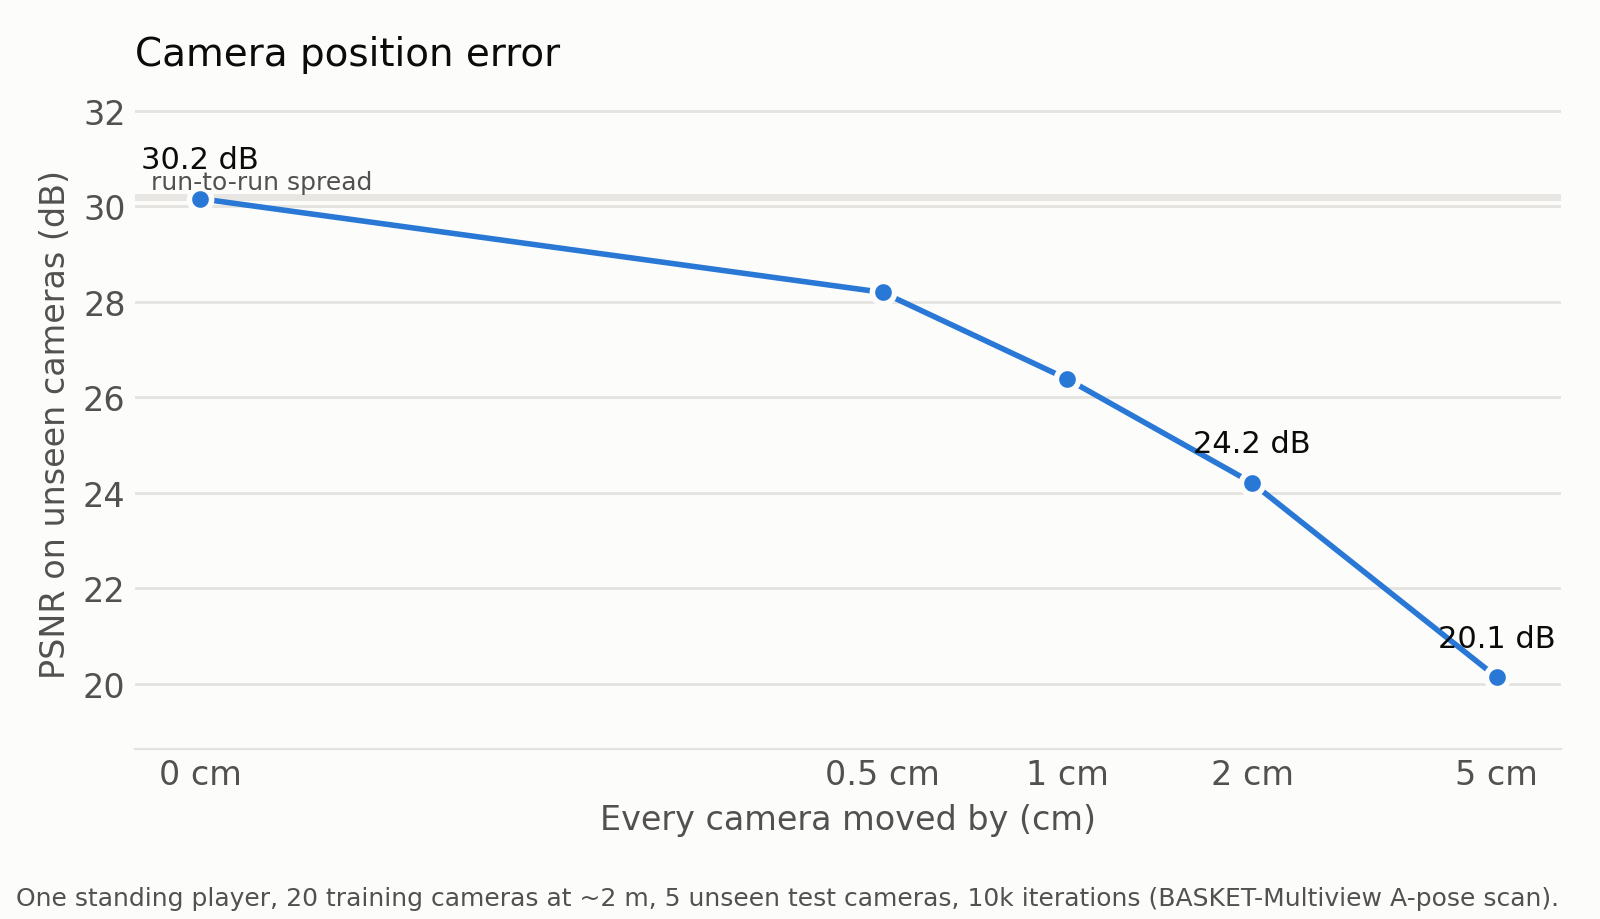 Camera position error
32
30.2 dB
run-to-run spread
30
28
26
24.2 dB
24
22
20.1 dB
20
PSNR on unseen cameras (dB)
0 cm 0.5 cm 1 cm 2 cm 5 cm
Every camera moved by (cm)
One standing player, 20 training cameras at ~2 m, 5 unseen test cameras, 10k iterations (BASKET-Multiview A-pose scan).